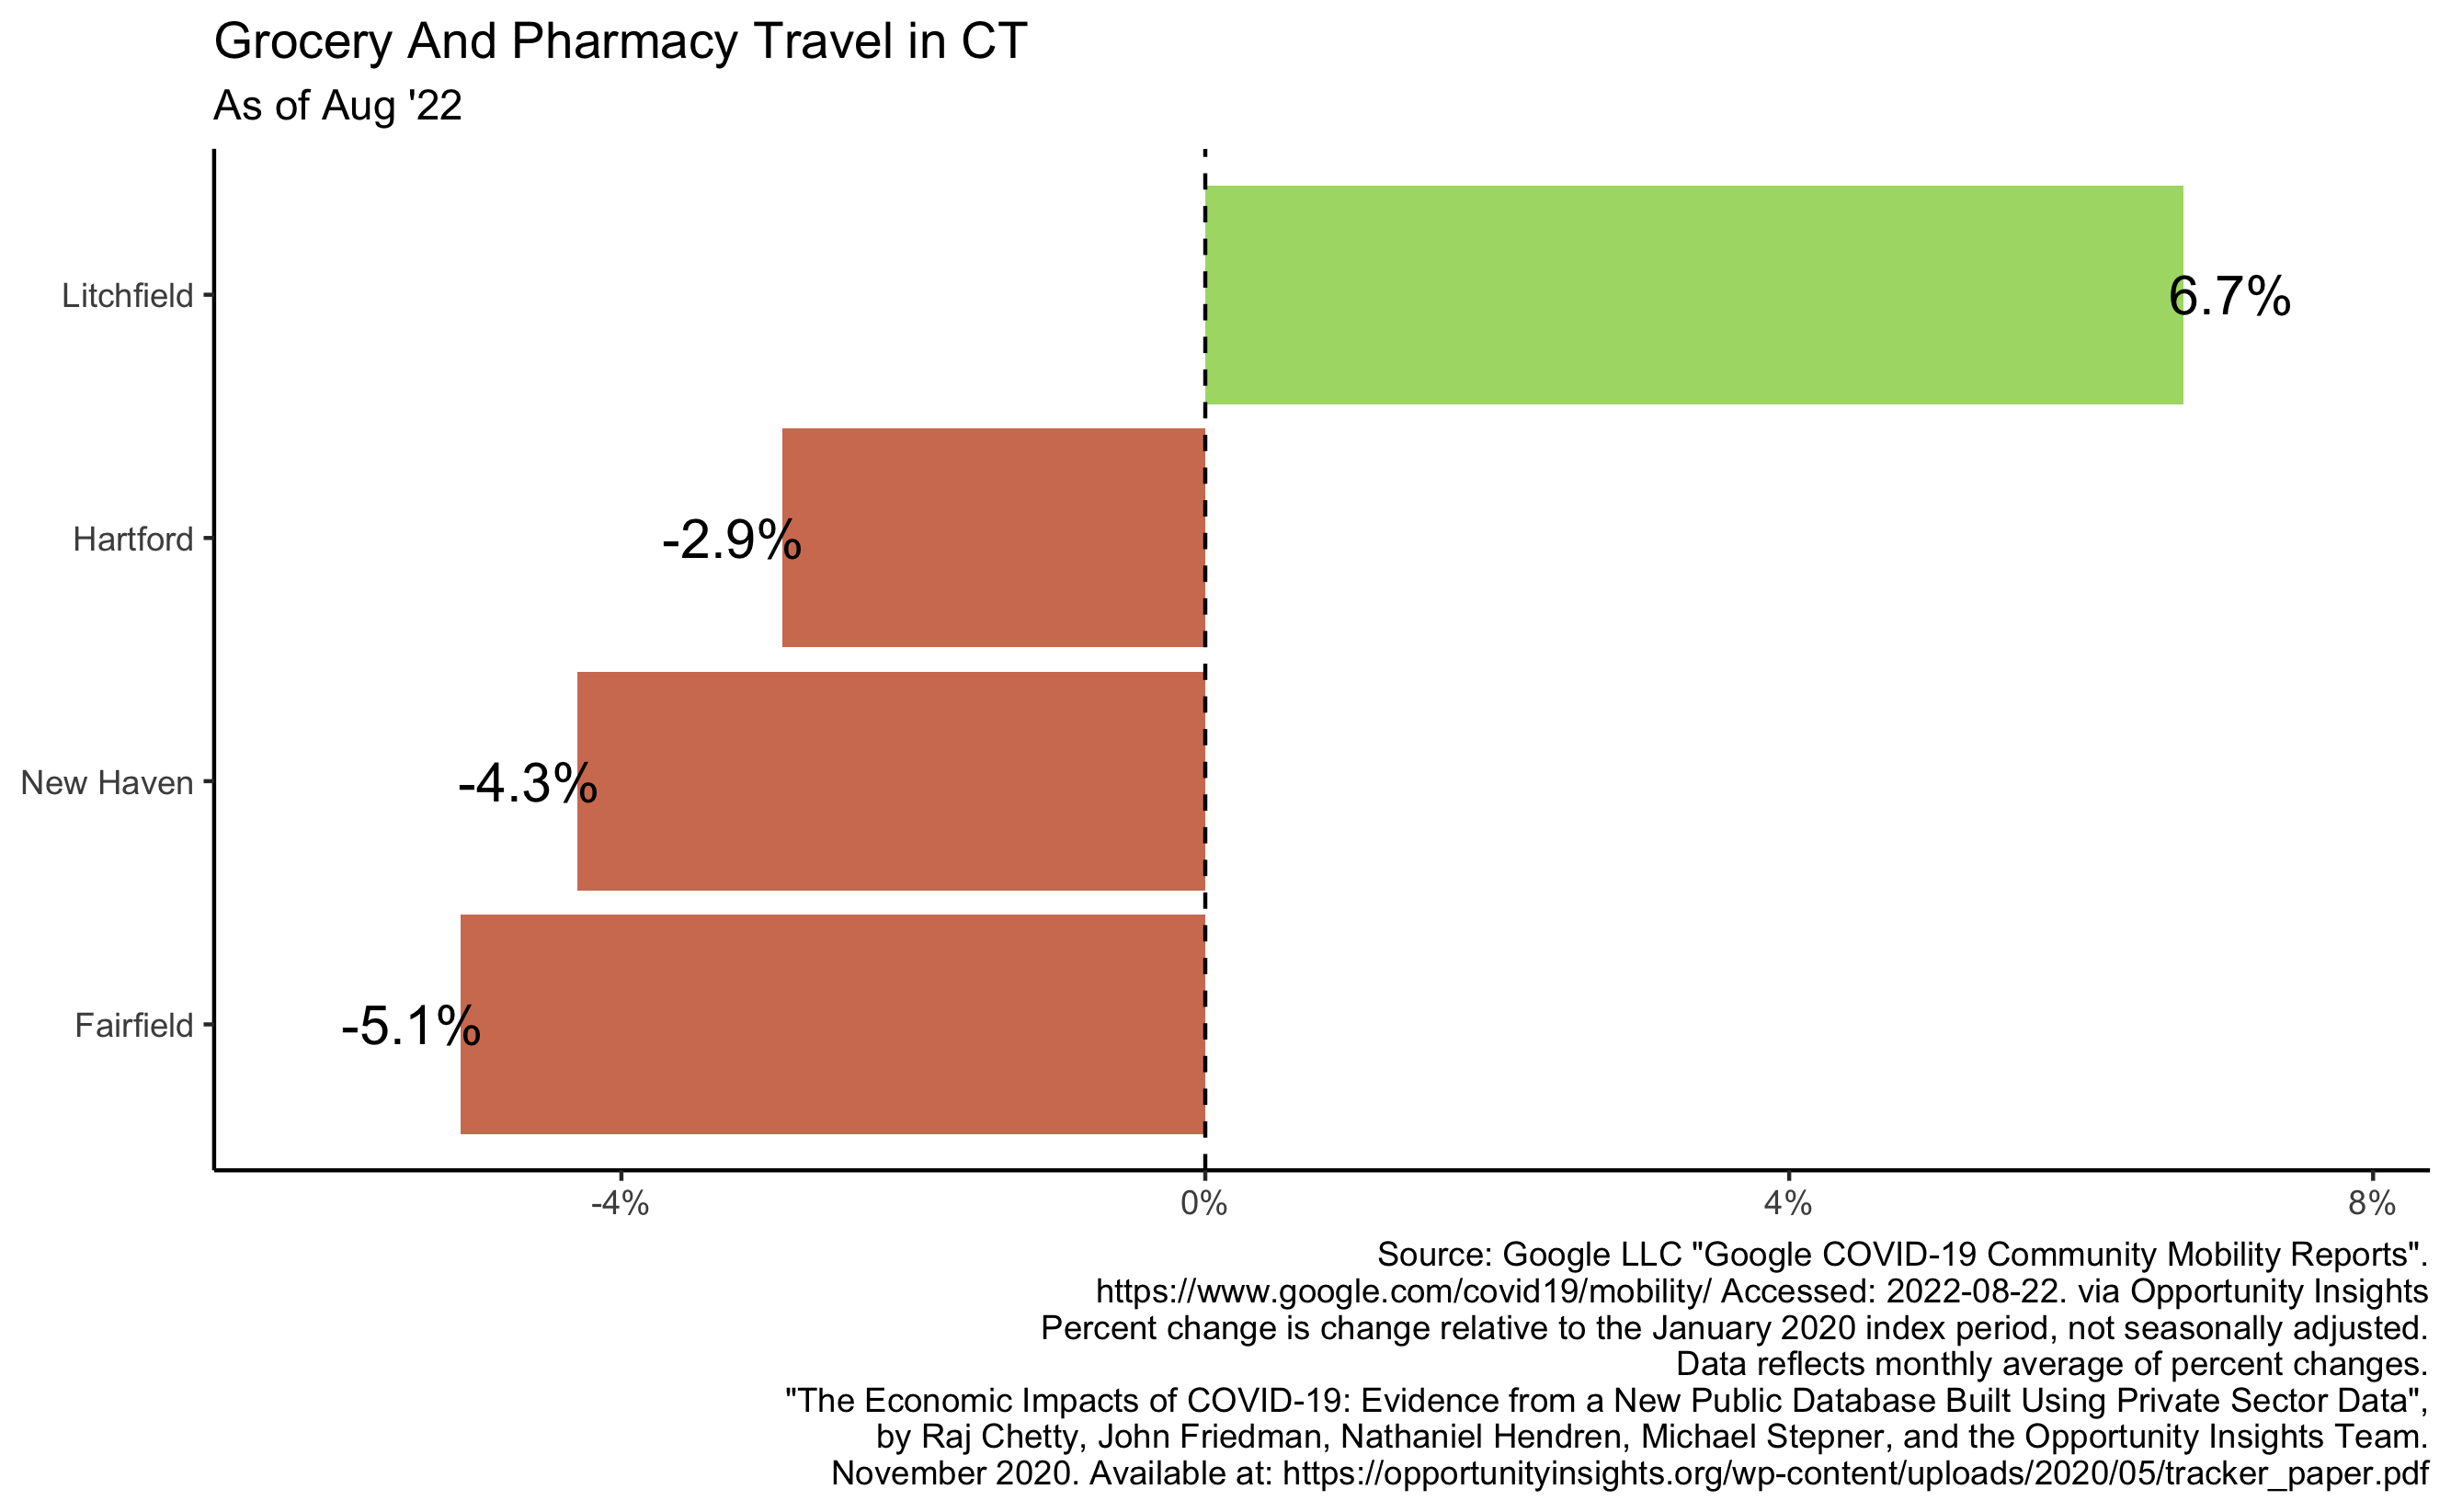 Grocery And Pharmacy Travel in CT
As of Aug '22
Litchfield
6.7%
Hartford
-2.9%
New Haven
-4.3%
Fairfield
-5.1%
-4%
0%
4%
8%
Source: Google LLC "Google COVID-19 Community Mobility Reports".
https://www.google.com/covid19/mobility/ Accessed: 2022-08-22. via Opportunity Insights
Percent change is change relative to the January 2020 index period, not seasonally adjusted.
Data reflects monthly average of percent changes.
"The Economic Impacts of COVID-19: Evidence from a New Public Database Built Using Private Sector Data",
by Raj Chetty, John Friedman, Nathaniel Hendren, Michael Stepner, and the Opportunity Insights Team.
November 2020. Available at: https://opportunityinsights.org/wp-content/uploads/2020/05/tracker_paper.pdf